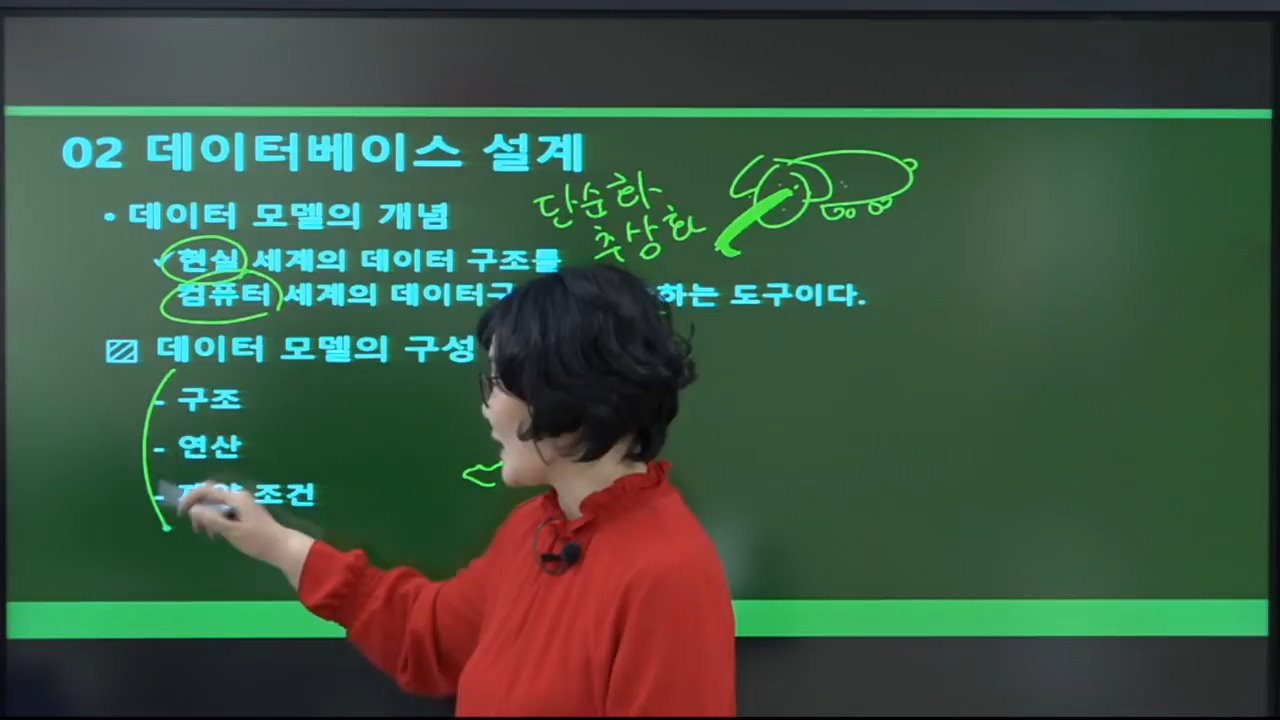 02 데이터베이스 설계
• 데이터 모델의 개념
단순화
추상화
✓ 현실 세계의 데이터 구조를
컴퓨터 세계의 데이터구 하는 도구이다.
데이터 모델의 구성
- 구조
- 연산
- 조건